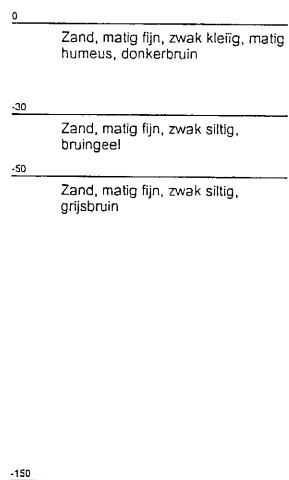 0
Zand, matig fijn, zwak kleiïg, matig
humeus, donkerbruin
-30
Zand, matig fijn, zwak siltig,
bruingeel
-50
Zand, matig fijn, zwak siltig,
grijsbruin
-150